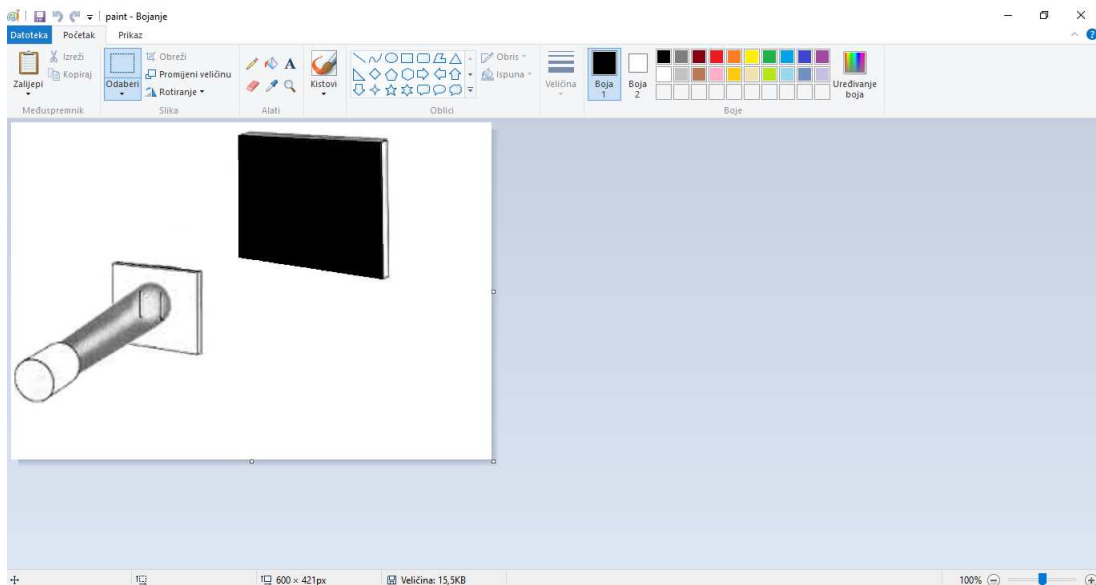 paint - Bojanje
Datoteka Početak Prikaz
Zalijepi
Izreži
Kopiraj
Međuspremnik
Odaberi
Obreži
Promijeni veličinu
Rotiranje
Slika
A
Alati
Kistovi
Obris
Ispuna
Oblici
Veličina
Boja
1
Boja
2
Uređivanje
boja
Boje
600 × 421px
Veličina: 15,5KB
100%